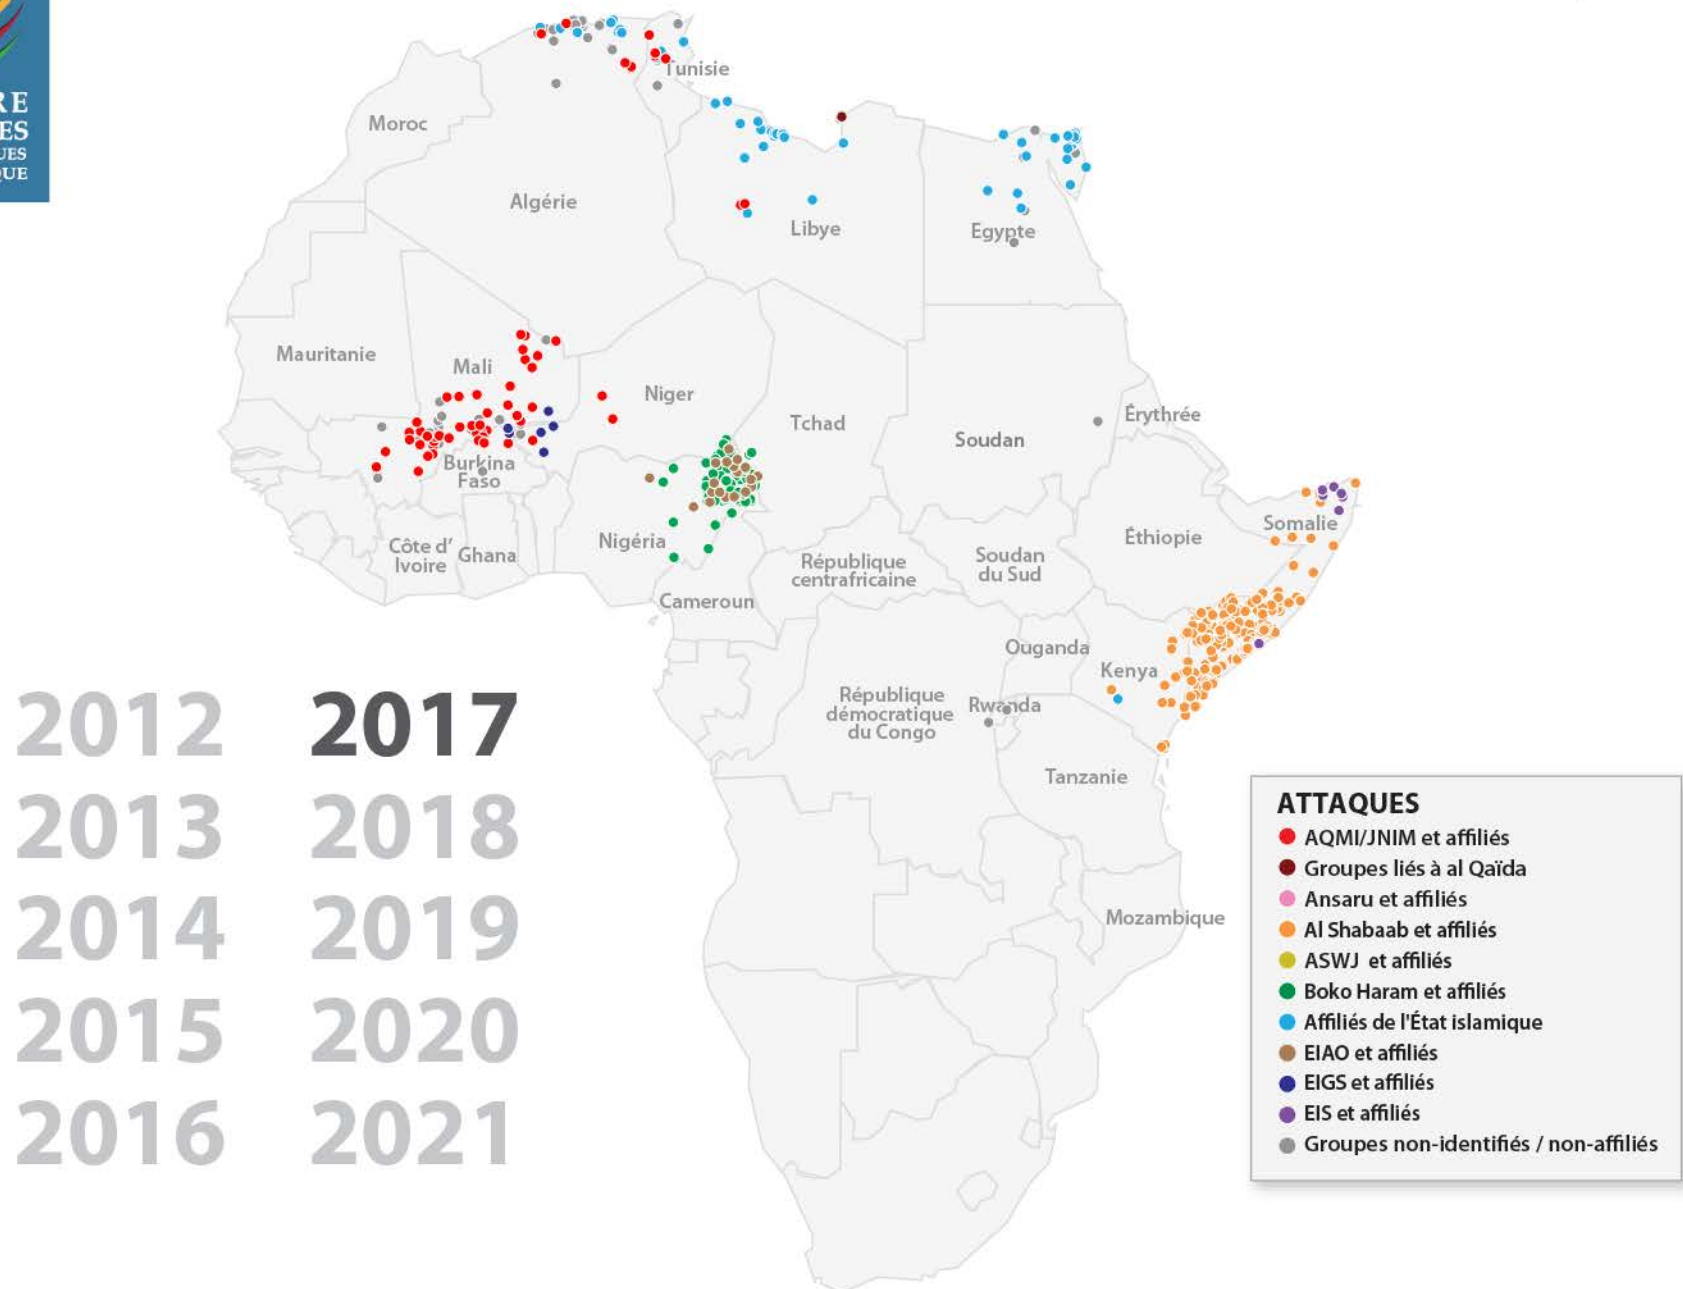 RE
ES
UES
QUE
Tunisie
Moroc
Algérie
Libye
Egypte
Mauritanie
Mali
Niger
Tchad
Soudan
Érythrée
Burkina
Faso
Nigéria
Côte d’
Ivoire
Ghana
Cameroun
République
centrafricaine
Soudan
du Sud
Éthiopie
Somalie
Ouganda
Kenya
République
démocratique
du Congo
Rwanda
Tanzanie
Mozambique
2012 2017
2013 2018
2014 2019
2015 2020
2016 2021
ATTAQUES
AQMI/JNIM et affiliés
Groupes liés à al Qaïda
Ansaru et affiliés
Al Shabaab et affiliés
ASWJ et affiliés
Boko Haram et affiliés
Affiliés de l'État islamique
EIAO et affiliés
EIGS et affiliés
EIS et affiliés
Groupes non-identifiés / non-affiliés